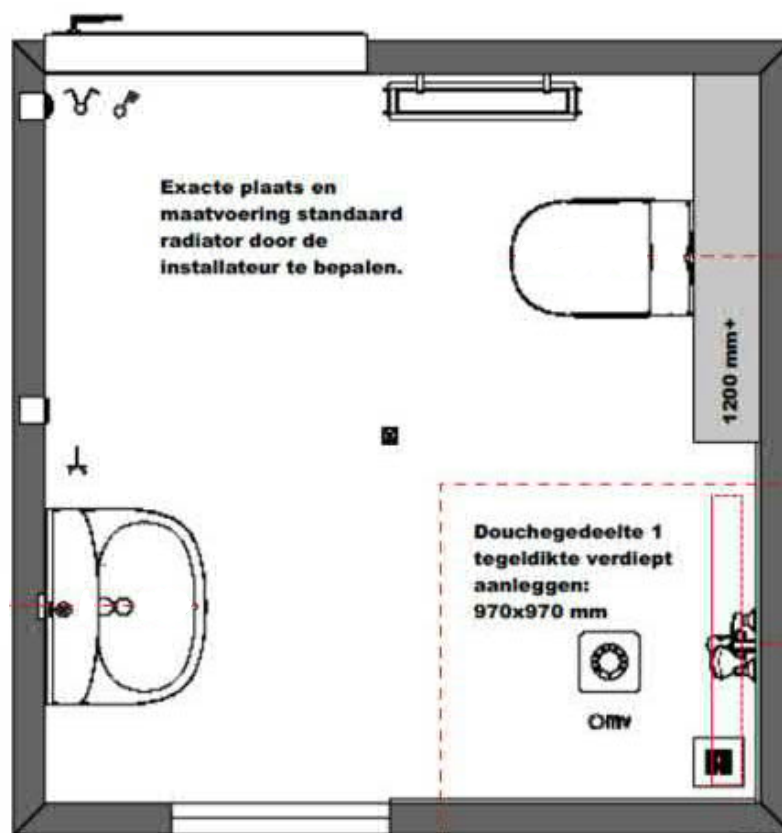 Exacte plaats en
maatvoering standaard
radiator door de
installateur te bepalen.
1200 mm+
Douchegedeelte 1
tegeldikte verdiept
aanleggen:
970x970 mm
mv